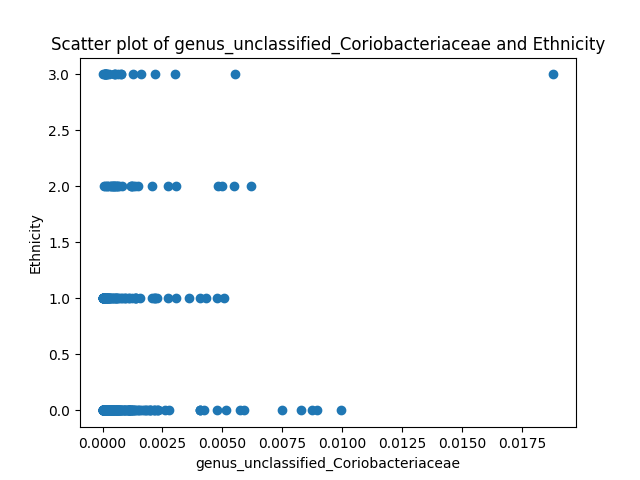 Scatter plot of genus_unclassified_Coriobacteriaceae and Ethnicity
3.0
2.5
2.0
1.5
1.0
0.5
0.0
Ethnicity
0.0000 0.0025 0.0050 0.0075 0.0100 0.0125 0.0150 0.0175
genus_unclassified_Coriobacteriaceae